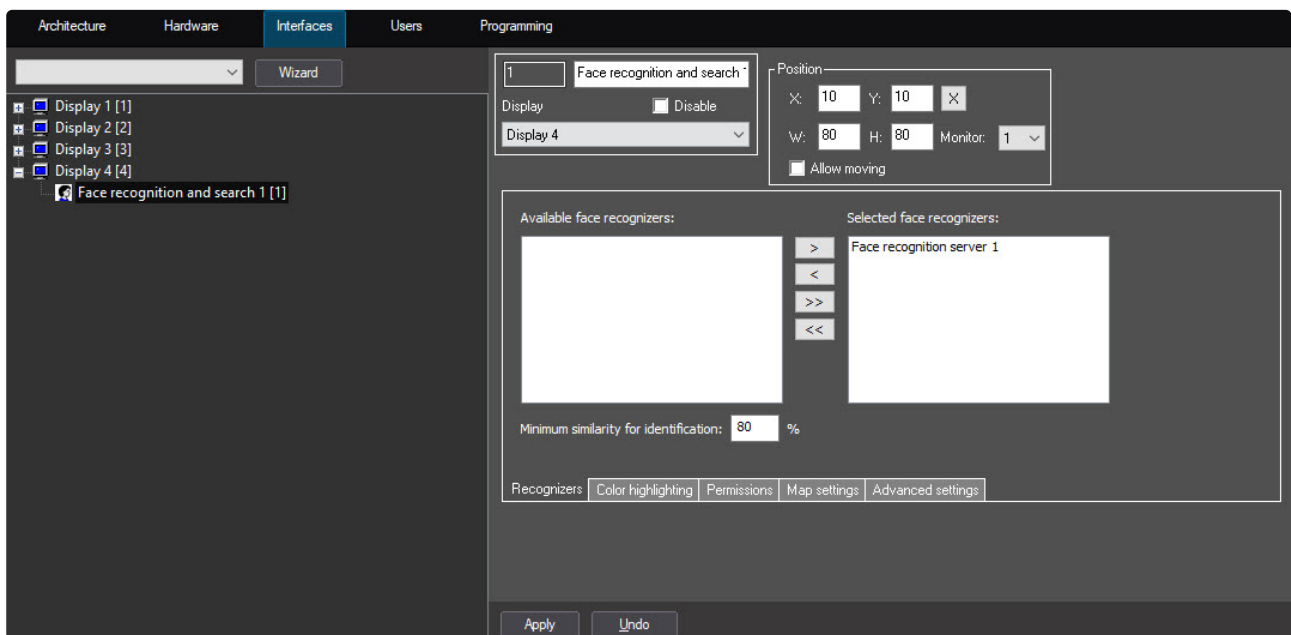 Architecture Hardware Interfaces Users Programming
Wizard
Display 1 [1]
Display 2 [2]
Display 3 [3]
Display 4 [4]
Face recognition and search 1 [1]
1 Face recognition and search 1
Display Disable
Display 4
Position
X: 10 Y: 10 X
W: 80 H: 80 Monitor: 1
Allow moving
Available face recognizers: Selected face recognizers:
Face recognition server 1
>
<
>>
<<
Minimum similarity for identification: 80 %
Recognizers Color highlighting Permissions Map settings Advanced settings
Apply Undo